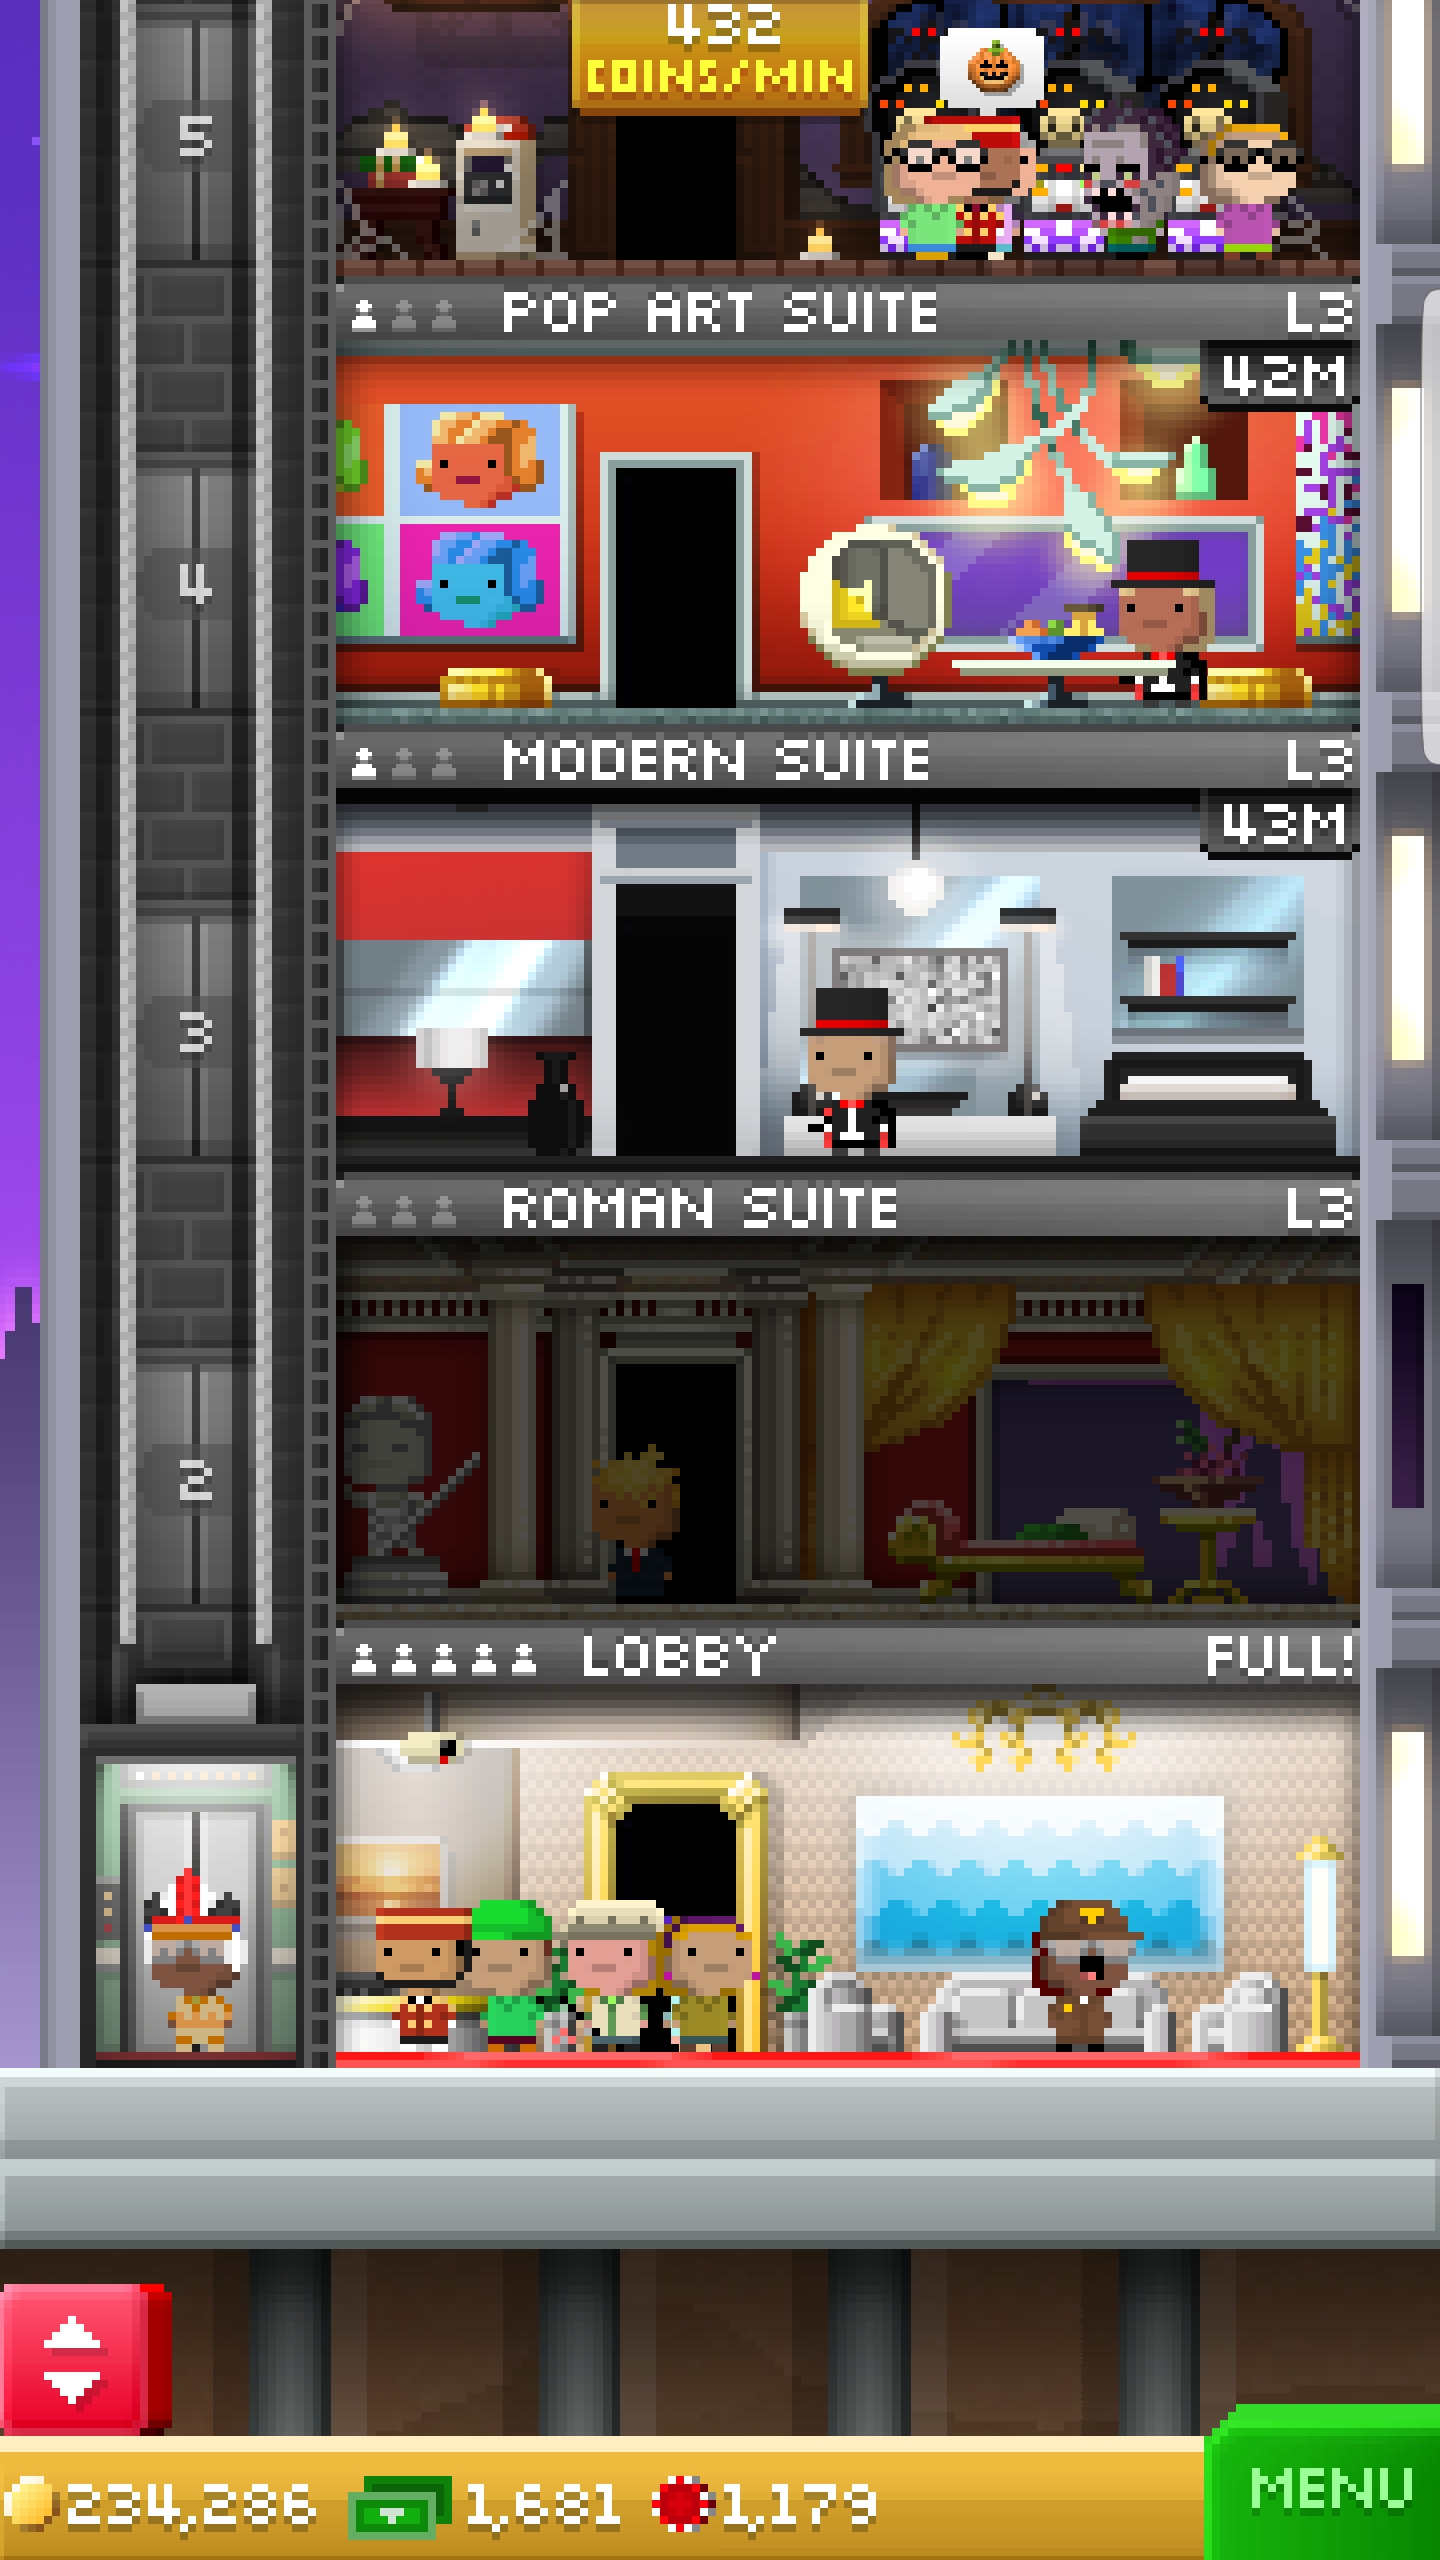 432
COINS/MIN
5
POP ART SUITE L3
42M
4
MODERN SUITE L3
43M
3
ROMAN SUITE L3
2
LOBBY FULL!
234,286 1,681 1,179
MENU